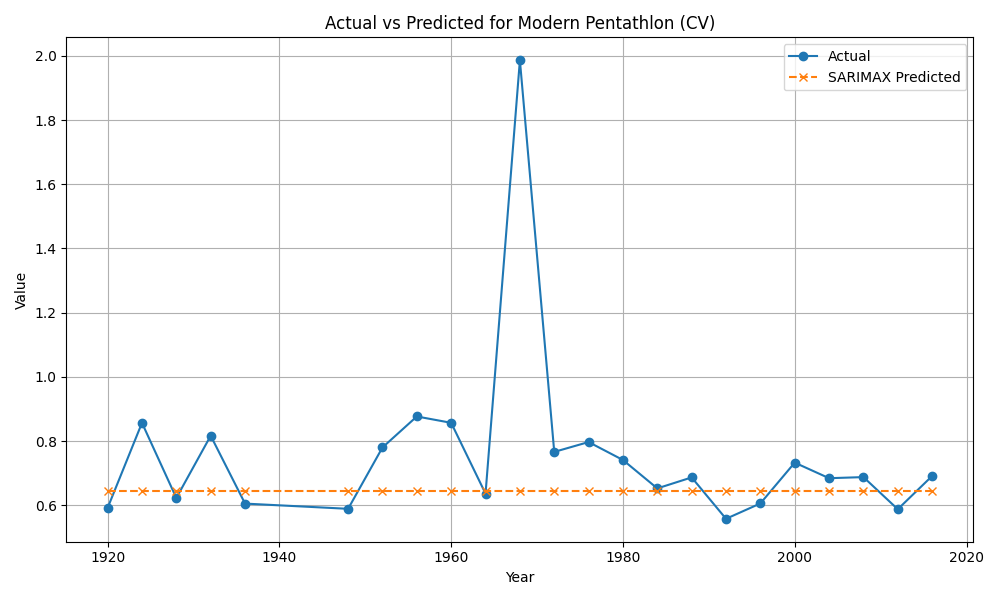 Actual vs Predicted for Modern Pentathlon (CV)
Actual
SARIMAX Predicted
Value
2.0
1.8
1.6
1.4
1.2
1.0
0.8
0.6
1920 1940 1960 1980 2000 2020
Year